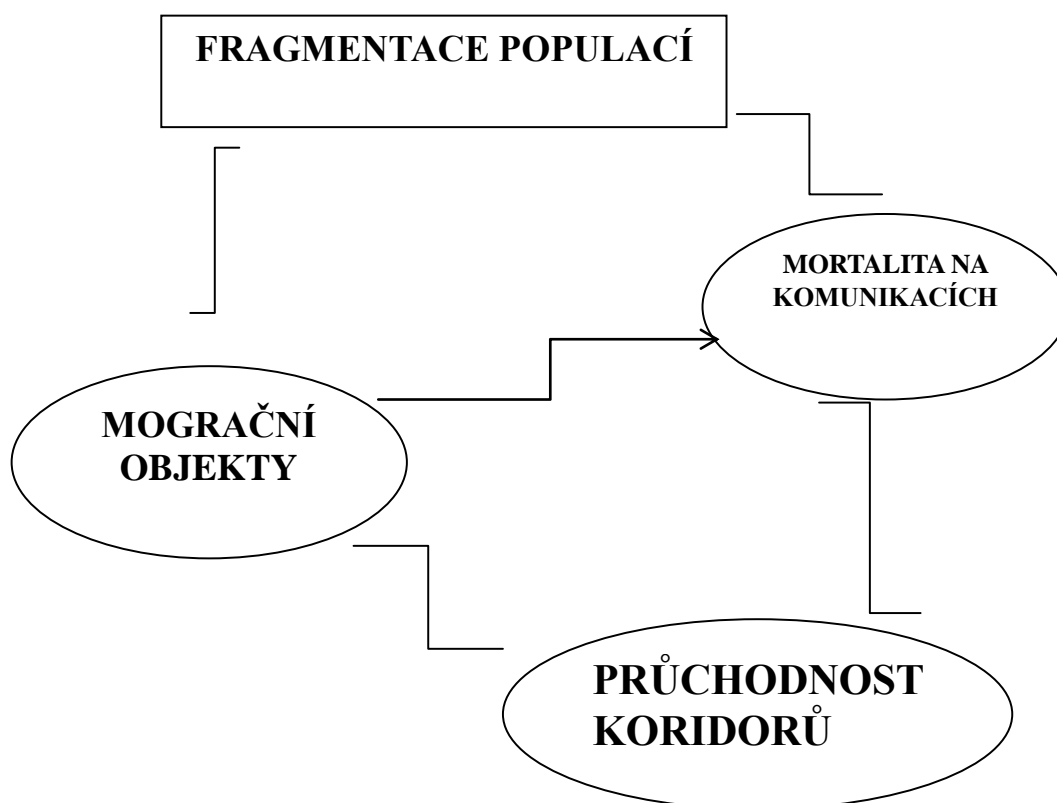 FRAGMENTACE POPULACÍ
MORTALITA NA
KOMUNIKACÍCH
MOGRAČNÍ
OBJEKTY
PRŮCHODNOST
KORIDORŮ